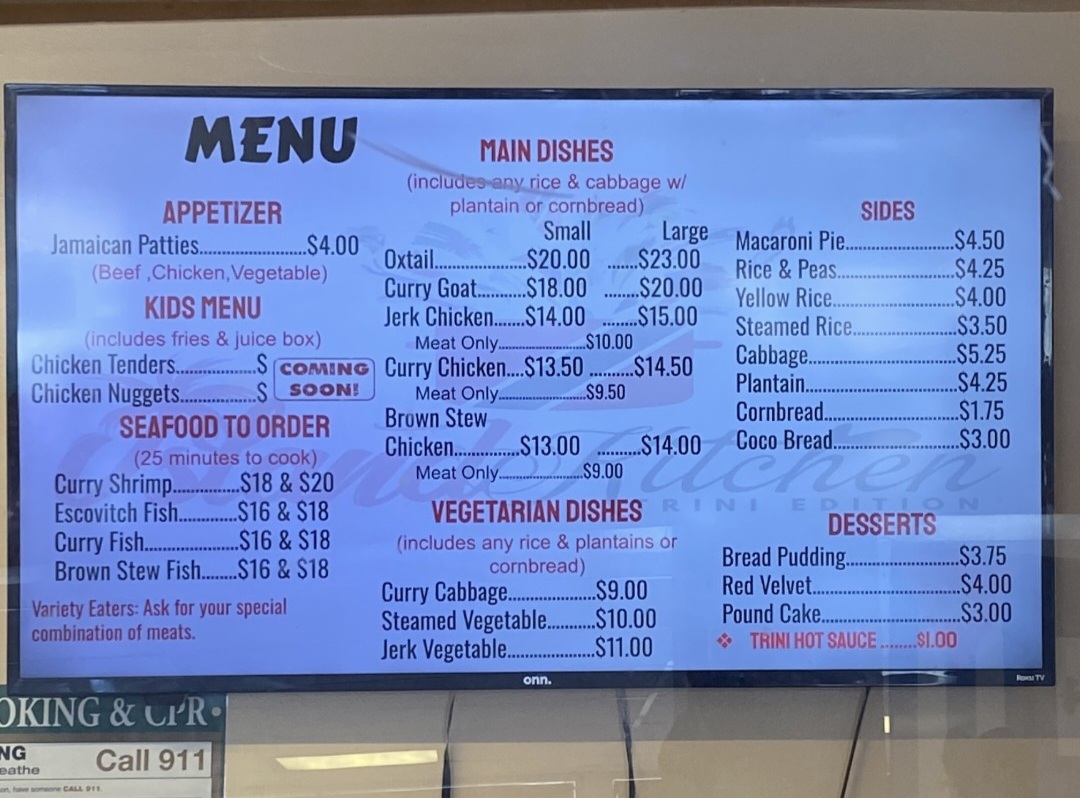 MENU
APPETIZER
Jamaican Patties......................$4.00
(Beef ,Chicken,Vegetable)
KIDS MENU
(includes fries & juice box)
Chicken Tenders................$
Chicken Nuggets...............$
COMING
SOON!
SEAFOOD TO ORDER
(25 minutes to cook)
Curry Shrimp.............$18 & $20
Escovitch Fish...........$16 & $18
Curry Fish..................$16 & $18
Brown Stew Fish.......$16 & $18
Variety Eaters: Ask for your special
combination of meats.
MAIN DISHES
(includes any rice & cabbage w/
plantain or cornbread)
Small Large
Oxtail..................$20.00 ......$23.00
Curry Goat.........$18.00 .......$20.00
Jerk Chicken......$14.00 ........$15.00
Meat Only...................$10.00
Curry Chicken...$13.50 .........$14.50
Meat Only...................$9.50
Brown Stew
Chicken............$13.00 .........$14.00
Meat Only...................$9.00
VEGETARIAN DISHES
(includes any rice & plantains or
cornbread)
Curry Cabbage.................$9.00
Steamed Vegetable.........$10.00
Jerk Vegetable.................$11.00
SIDES
Macaroni Pie.....................$4.50
Rice & Peas.......................$4.25
Yellow Rice........................$4.00
Steamed Rice...................$3.50
Cabbage.............................$5.25
Plantain.............................$4.25
Cornbread.........................$1.75
Coco Bread........................$3.00
Kitchen
TRINI EDITION
DESSERTS
Bread Pudding.....................$3.75
Red Velvet...........................$4.00
Pound Cake.........................$3.00
❖ TRINI HOT SAUCE ........$1.00
onn.
Roku TV
OKING & CPR
NG
eathe
Call 911
on, have someone CALL 911.